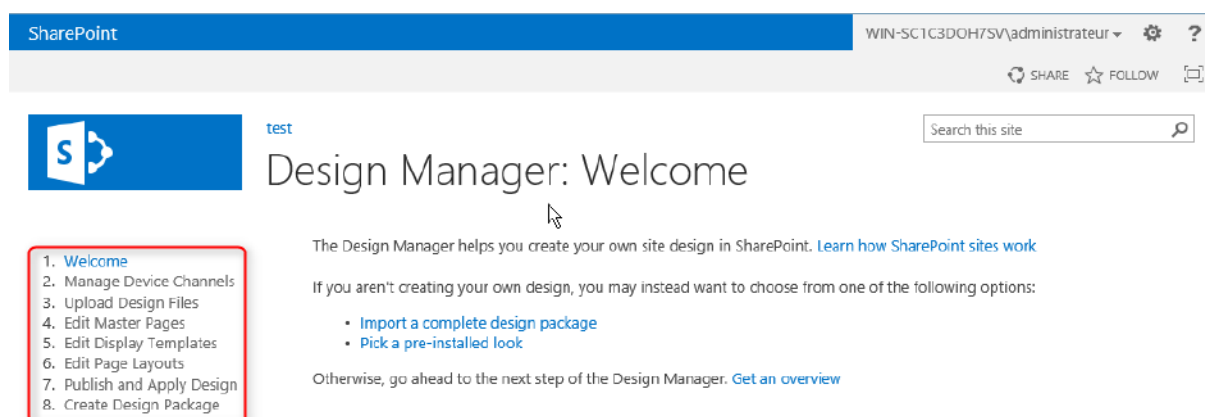 SharePoint
WIN-SC1C3DOH7SV\administrateur
?
SHARE
FOLLOW
S
test
Search this site
Design Manager: Welcome
1. Welcome
2. Manage Device Channels
3. Upload Design Files
4. Edit Master Pages
5. Edit Display Templates
6. Edit Page Layouts
7. Publish and Apply Design
8. Create Design Package
The Design Manager helps you create your own site design in SharePoint. Learn how SharePoint sites work
If you aren't creating your own design, you may instead want to choose from one of the following options:
• Import a complete design package
• Pick a pre-installed look
Otherwise, go ahead to the next step of the Design Manager. Get an overview